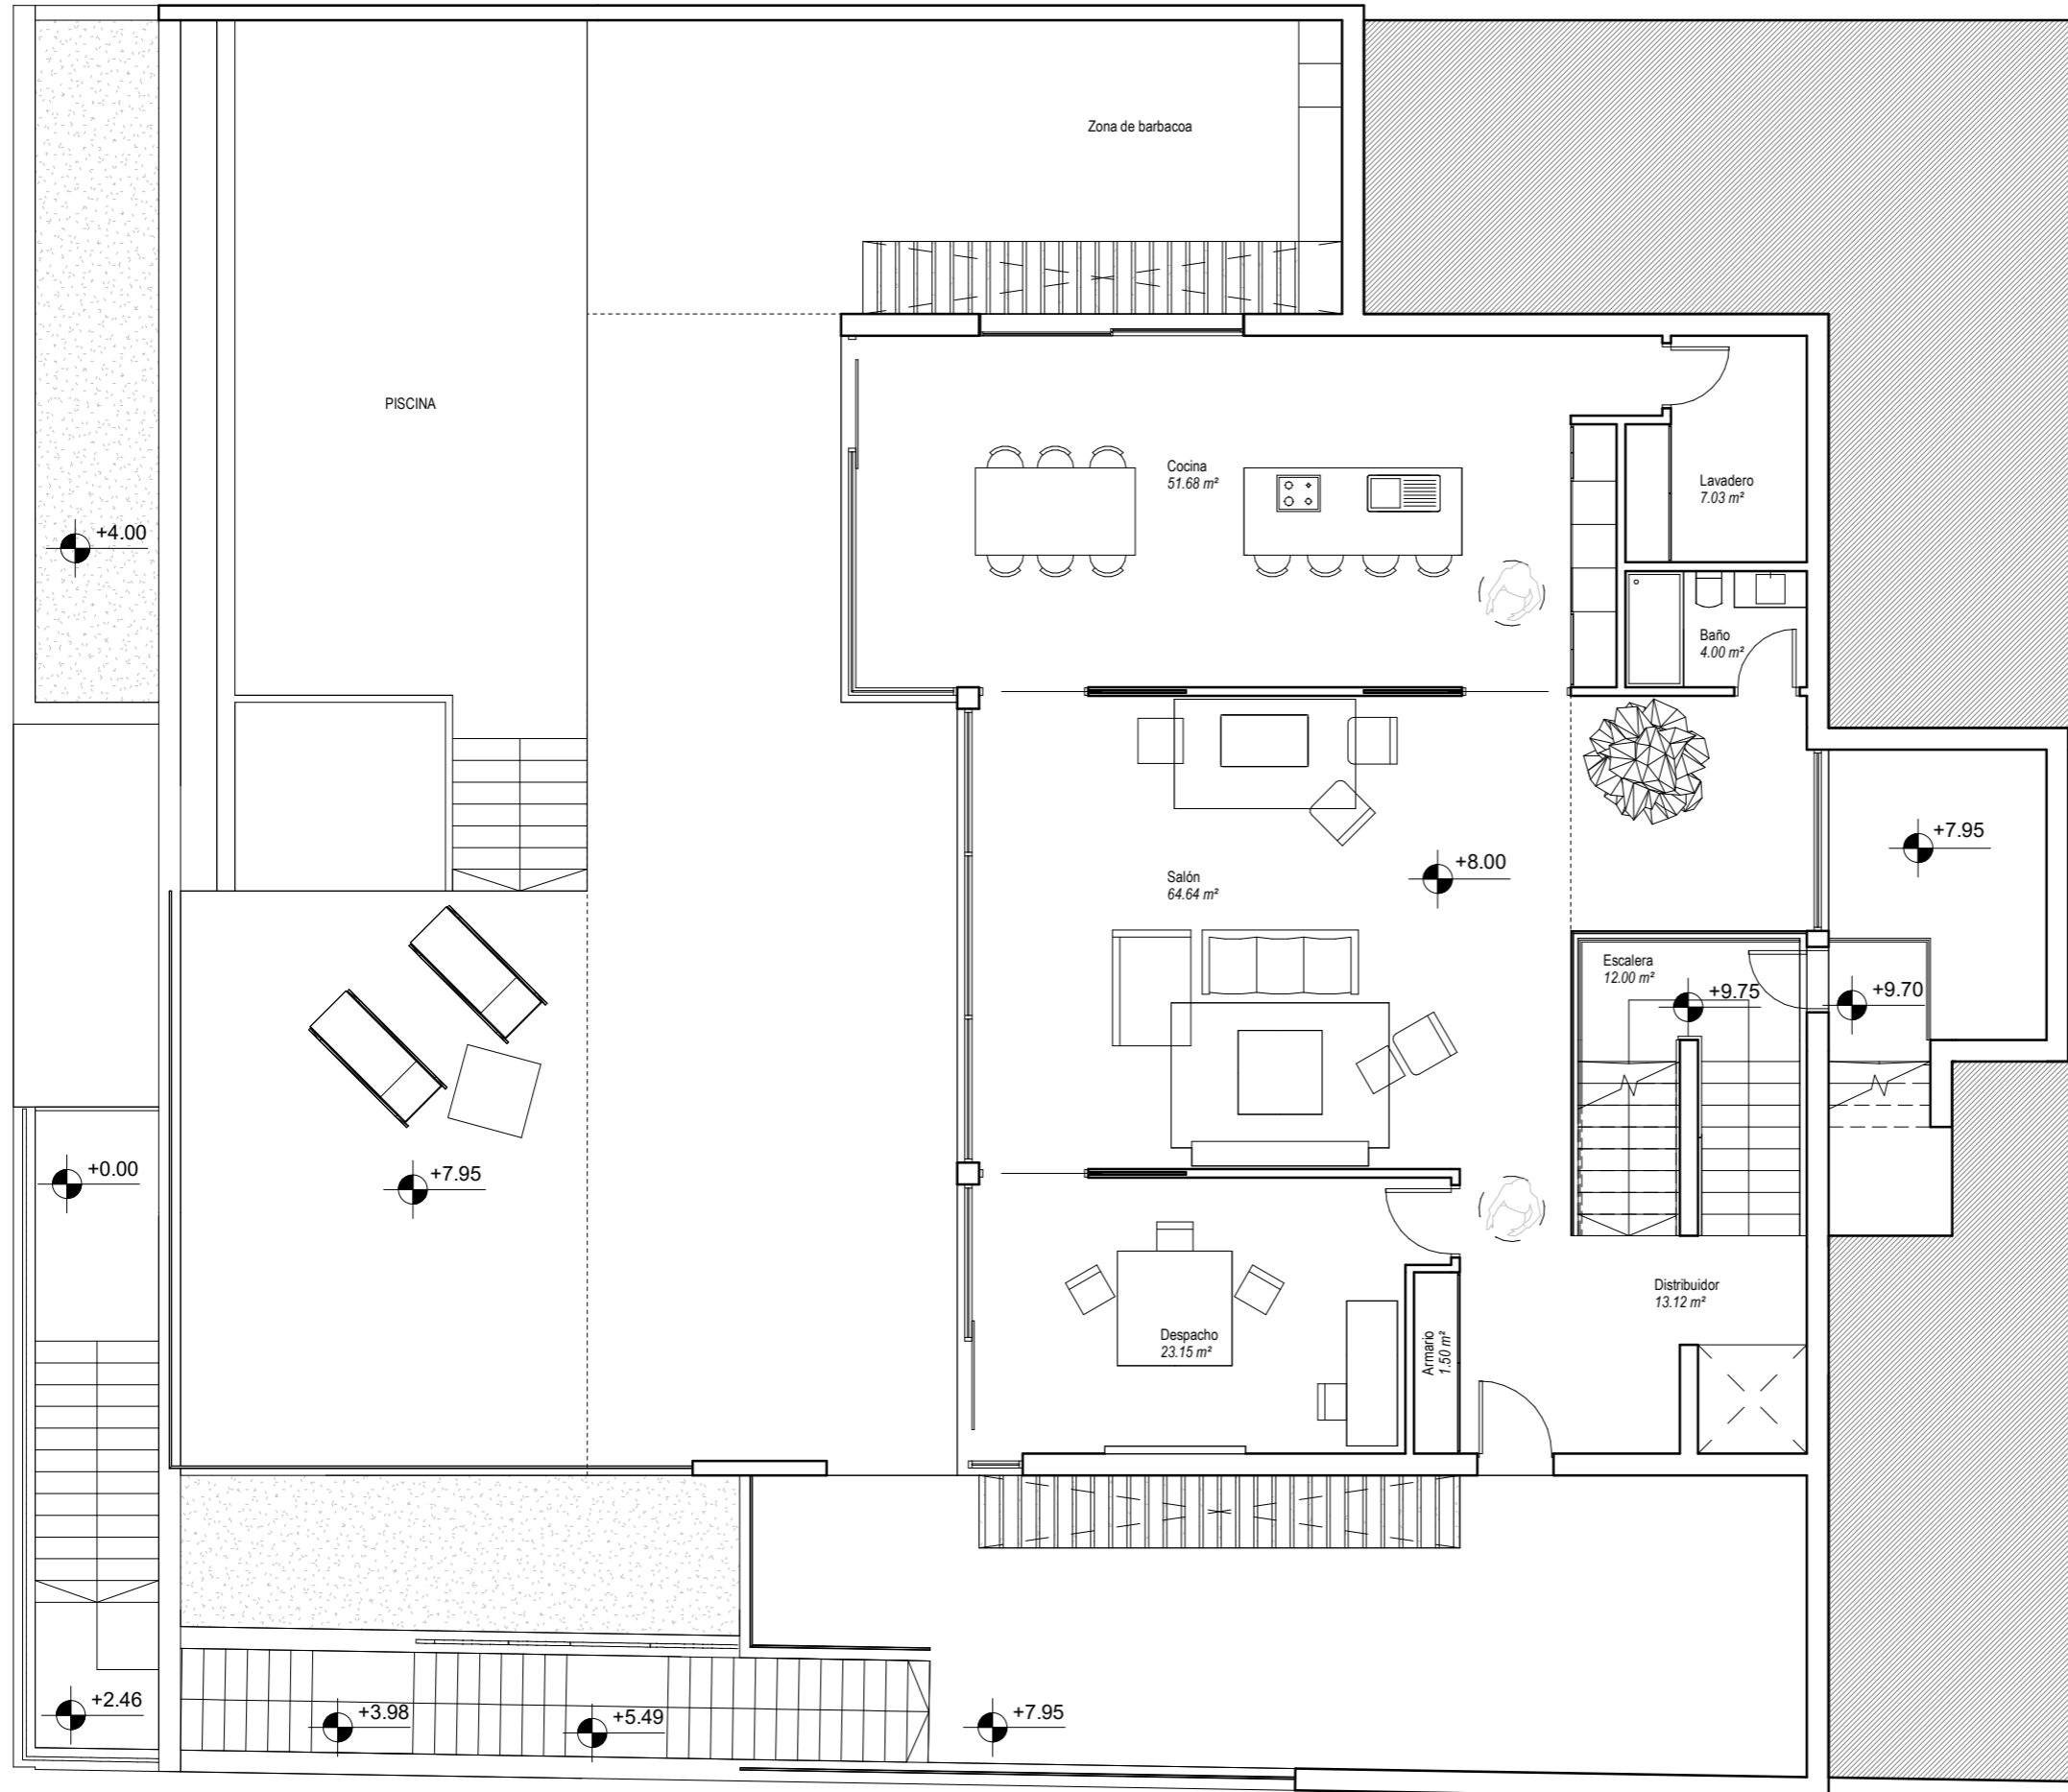 Zona de barbacoa
PISCINA
Cocina
51.68 m²
Lavadero
7.03 m²
+4.00
Baño
4.00 m²
+7.95
+8.00
Salón
64.64 m²
Escalera
12.00 m²
+9.75
+9.70
+0.00
+7.95
Distribuidor
13.12 m²
Despacho
23.15 m²
Armario
1.50 m²
+2.46
+3.98
+5.49
+7.95